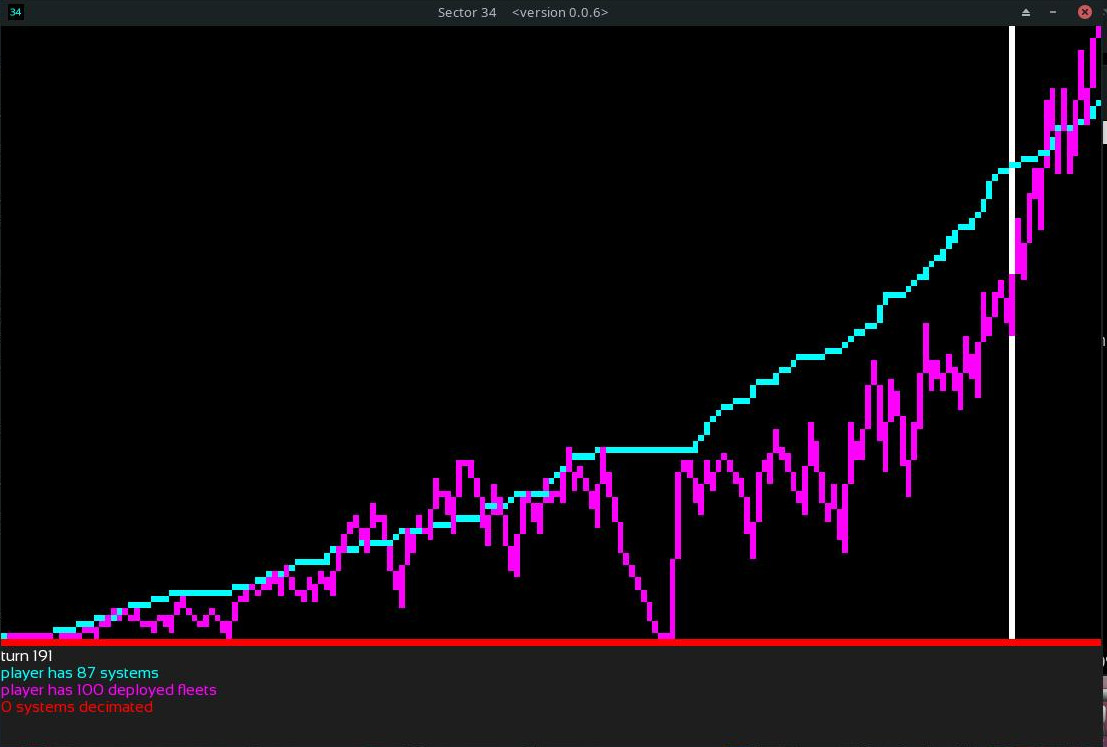 34
Sector 34 <version 0.0.6>
turn 191
player has 87 systems
player has 100 deployed fleets
0 systems decimated